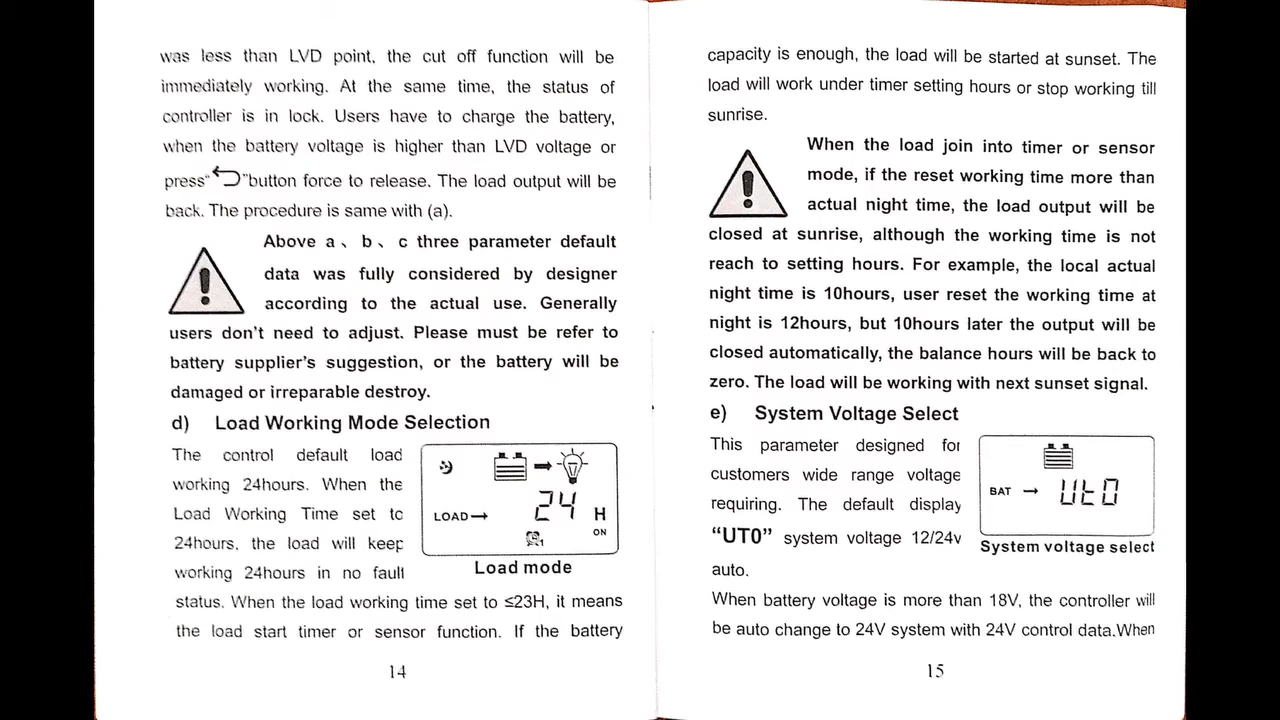 was less than LVD point, the cut off function will be
immediately working. At the same time, the status of
controller is in lock. Users have to charge the battery,
when the battery voltage is higher than LVD voltage or
press“↩”button force to release. The load output will be
back. The procedure is same with (a).
Above a 、 b 、 c three parameter default
data was fully considered by designer
according to the actual use. Generally
users don’t need to adjust. Please must be refer to
battery supplier’s suggestion, or the battery will be
damaged or irreparable destroy.
d) Load Working Mode Selection
The control default load
working 24hours. When the
Load Working Time set to
24hours, the load will keep
working 24hours in no fault
LOAD→ 24 H
ON
1
Load mode
status. When the load working time set to ≤23H, it means
the load start timer or sensor function. If the battery
14
capacity is enough, the load will be started at sunset. The
load will work under timer setting hours or stop working till
sunrise.
When the load join into timer or sensor
mode, if the reset working time more than
actual night time, the load output will be
closed at sunrise, although the working time is not
reach to setting hours. For example, the local actual
night time is 10hours, user reset the working time at
night is 12hours, but 10hours later the output will be
closed automatically, the balance hours will be back to
zero. The load will be working with next sunset signal.
e) System Voltage Select
This parameter designed for
customers wide range voltage
requiring. The default display
“UT0” system voltage 12/24v
auto.
BAT → Ut0
System voltage select
When battery voltage is more than 18V, the controller will
be auto change to 24V system with 24V control data.When
15